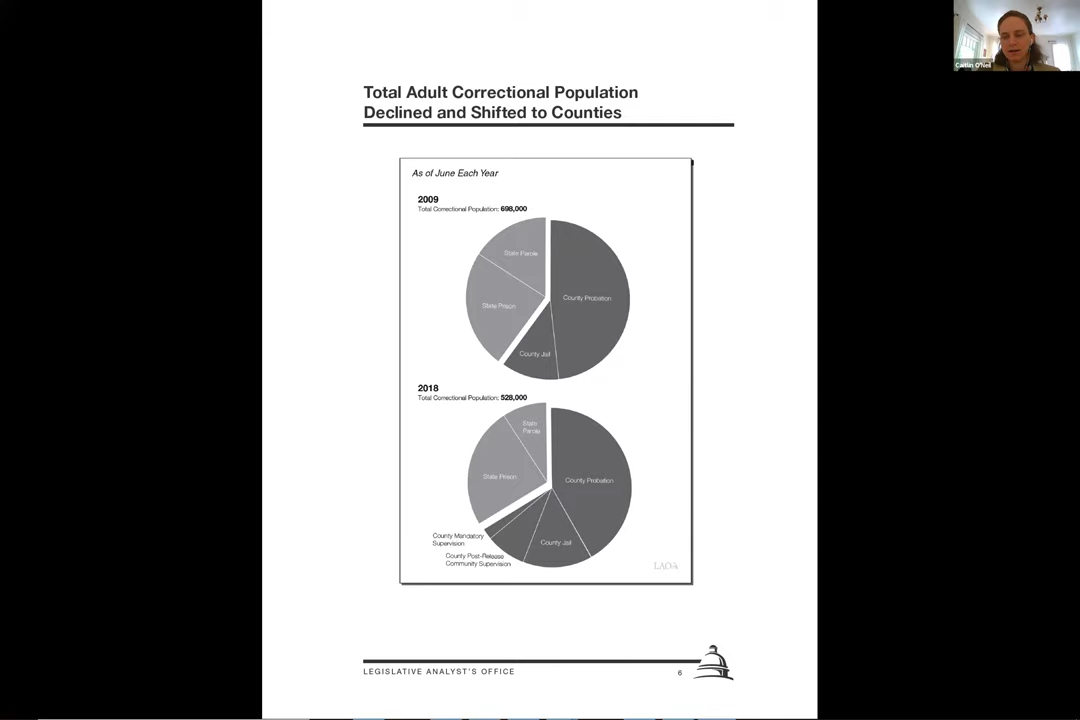 Caitlin O'Neil
Total Adult Correctional Population
Declined and Shifted to Counties
As of June Each Year
2009
Total Correctional Population: 698,000
State Parole
State Prison
County Probation
County Jail
2018
Total Correctional Population: 528,000
State
Parole
State Prison
County Probation
County Mandatory
Supervision
County Jail
County Post-Release
Community Supervision
LAO
LEGISLATIVE ANALYST'S OFFICE
6